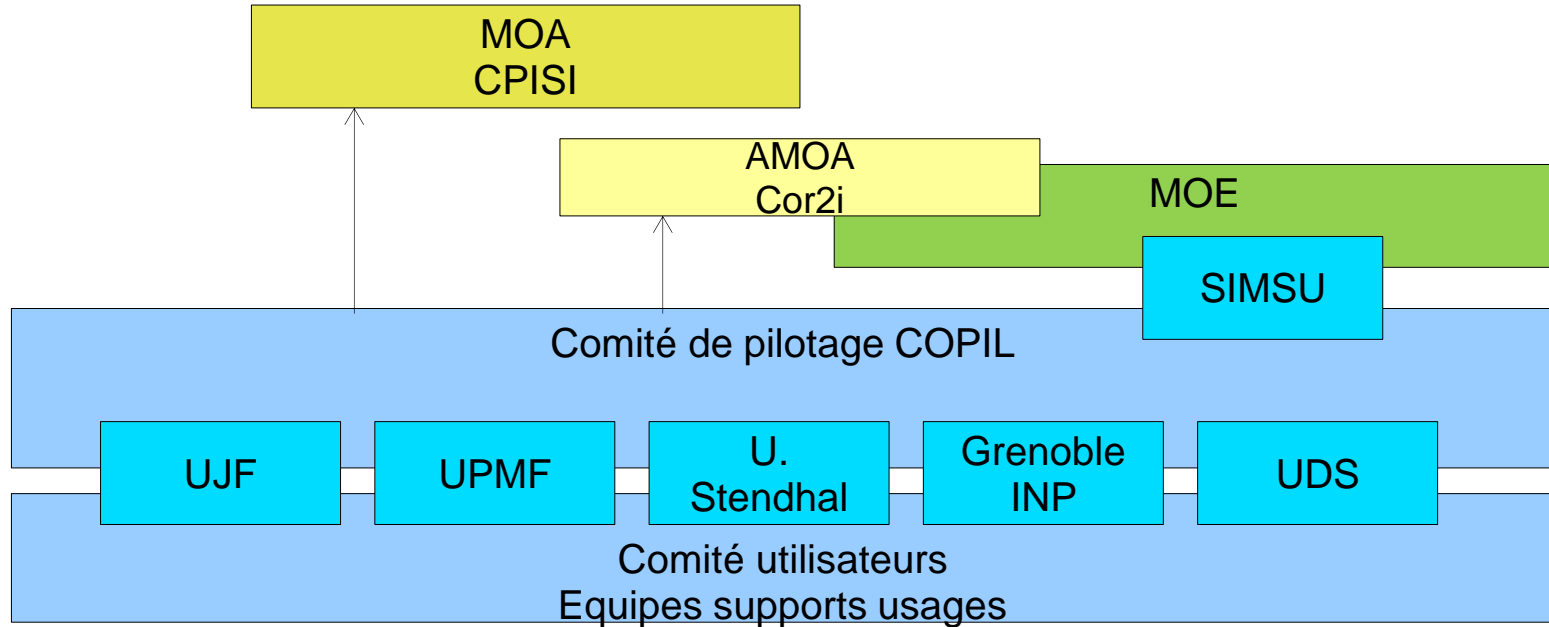 MOA
CPISI
AMOA
Cor2i
MOE
SIMSU
Comité de pilotage COPIL
UJF
UPMF
U.
Stendhal
Grenoble
INP
UDS
Comité utilisateurs
Equipes supports usages